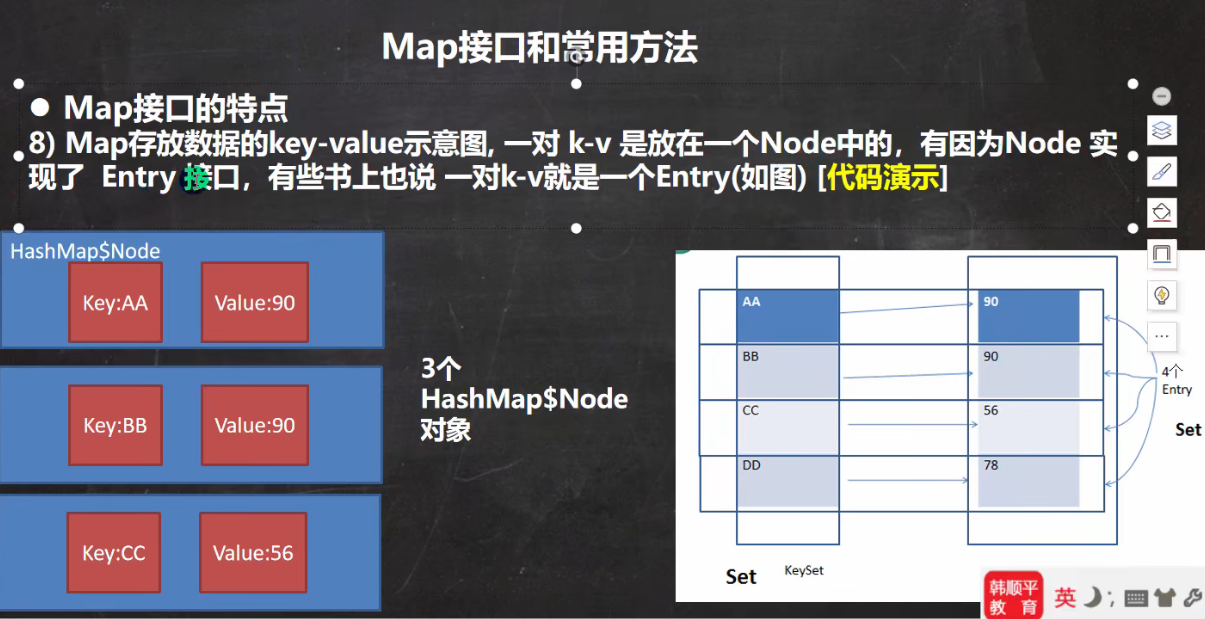 Map接口和常用方法
● Map接口的特点
8) Map存放数据的key-value示意图, 一对 k-v 是放在一个Node中的，有因为Node 实
现了 Entry 接口，有些书上也说 一对k-v就是一个Entry(如图) [代码演示]
HashMap$Node
Key:AA Value:90
Key:BB Value:90
Key:CC Value:56
3个
HashMap$Node
对象
AA 90
BB 90
CC 56
DD 78
4个
Entry
Set
Set KeySet
韩顺平
教 育
英